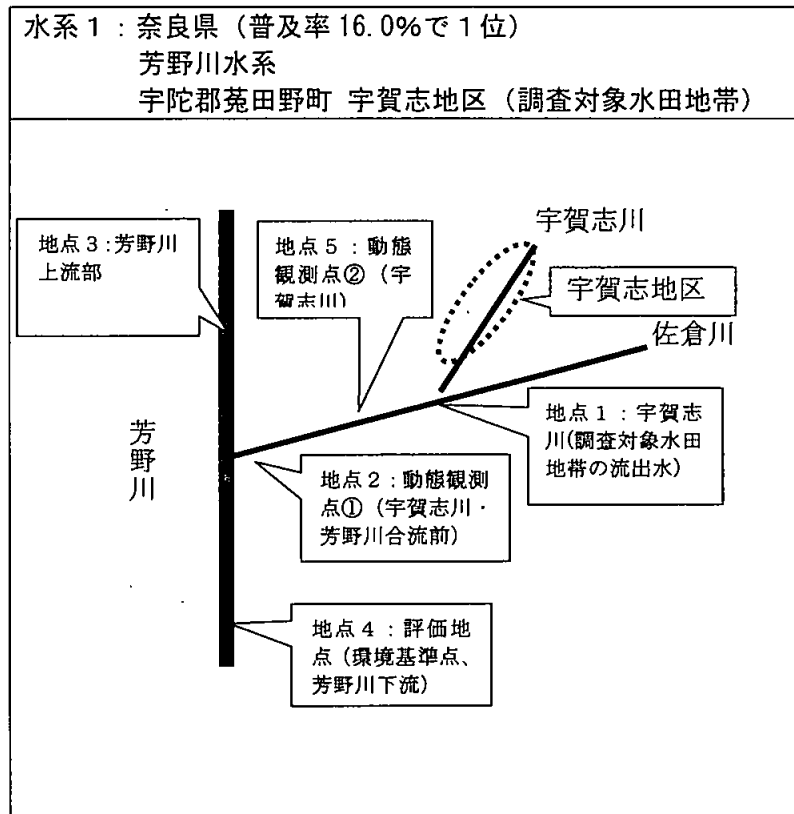 水系1：奈良県（普及率16.0%で1位）
芳野川水系
宇陀郡菟田野町 宇賀志地区（調査対象水田地帯）
宇賀志川
地点3：芳野川
上流部
地点5：動態
観測点②（宇
賀志川）
宇賀志地区
佐倉川
地点1：宇賀志
川(調査対象水田
地帯の流出水）
芳野川
地点2：動態観測
点①（宇賀志川・
芳野川合流前）
地点4：評価地
点（環境基準点、
芳野川下流）